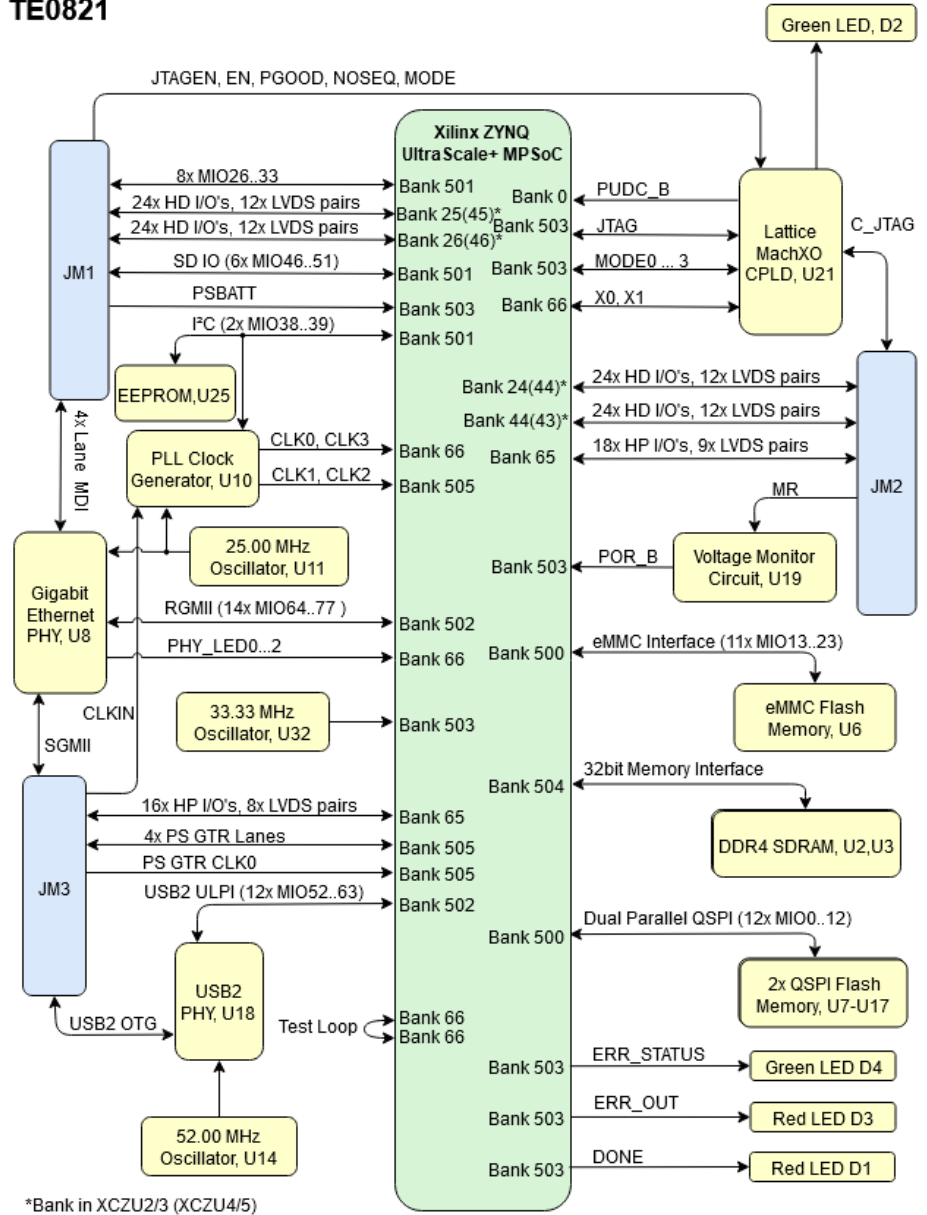 TE0821
Green LED, D2
JTAGEN, EN, PGOOD, NOSEQ, MODE
Xilinx ZYNQ
UltraScale+ MPSoC
JM1
8x MIO26..33
Bank 501
24x HD I/O's, 12x LVDS pairs
Bank 25(45)*
24x HD I/O's, 12x LVDS pairs
Bank 26(46)*
SD IO (6x MIO46..51)
Bank 501
PSBATT
Bank 503
I²C (2x MIO38..39)
Bank 501
Bank 0
PUDC_B
Bank 503
JTAG
Bank 503
MODE0 ... 3
Bank 66
X0, X1
Lattice
MachXO
CPLD, U21
C_JTAG
EEPROM,U25
4x Lane MDI
PLL Clock
Generator, U10
CLK0, CLK3
Bank 66
CLK1, CLK2
Bank 505
Bank 24(44)*
24x HD I/O's, 12x LVDS pairs
Bank 44(43)*
24x HD I/O's, 12x LVDS pairs
Bank 65
18x HP I/O's, 9x LVDS pairs
JM2
MR
Voltage Monitor
Circuit, U19
POR_B
Bank 503
25.00 MHz
Oscillator, U11
Gigabit
Ethernet
PHY, U8
RGMII (14x MIO64..77 )
Bank 502
PHY_LED0...2
Bank 66
Bank 500
eMMC Interface (11x MIO13..23)
eMMC Flash
Memory, U6
CLKIN
33.33 MHz
Oscillator, U32
Bank 503
SGMII
Bank 504
32bit Memory Interface
DDR4 SDRAM, U2,U3
JM3
16x HP I/O's, 8x LVDS pairs
Bank 65
4x PS GTR Lanes
Bank 505
PS GTR CLK0
Bank 505
USB2 ULPI (12x MIO52..63)
Bank 502
Bank 500
Dual Parallel QSPI (12x MIO0..12)
2x QSPI Flash
Memory, U7-U17
USB2
PHY, U18
USB2 OTG
Test Loop
Bank 66
Bank 66
Bank 503
ERR_STATUS
Green LED D4
Bank 503
ERR_OUT
Red LED D3
Bank 503
DONE
Red LED D1
52.00 MHz
Oscillator, U14
*Bank in XCZU2/3 (XCZU4/5)